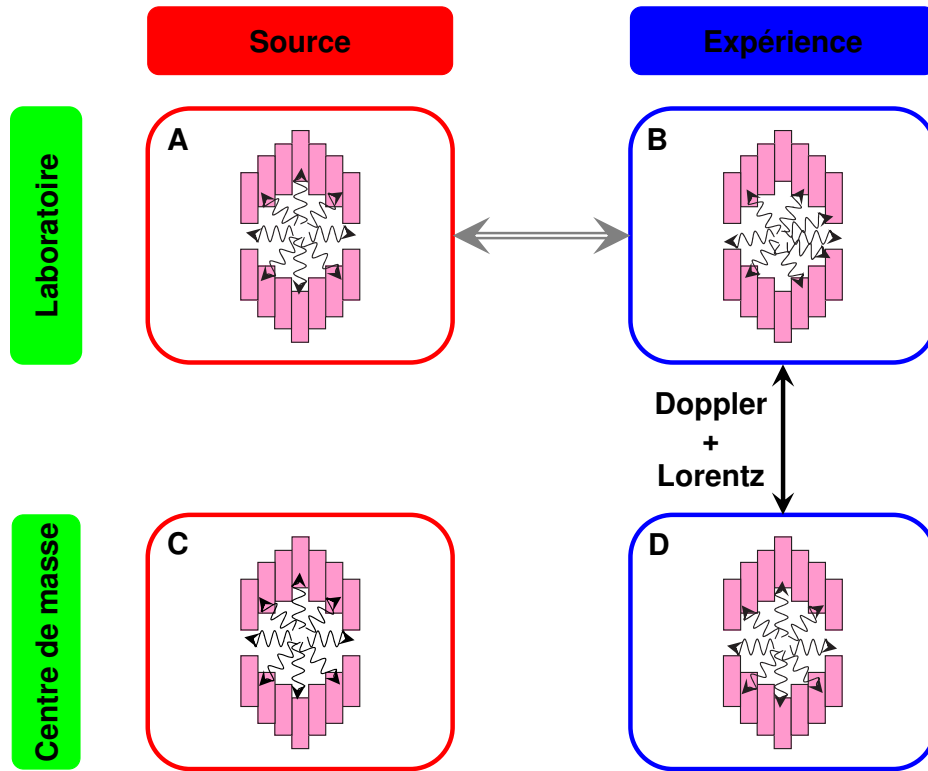 Source
Expérience
Laboratoire
A
B
Doppler
+
Lorentz
Centre de masse
C
D